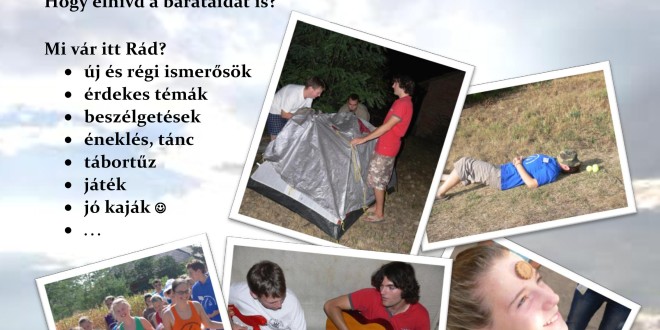 Hogy elhívd a barátaidat is?
Mi vár itt Rád?
• új és régi ismerősök
• érdekes témák
• beszélgetések
• éneklés, tánc
• tábortűz
• játék
• jó kaják ☺
• ...